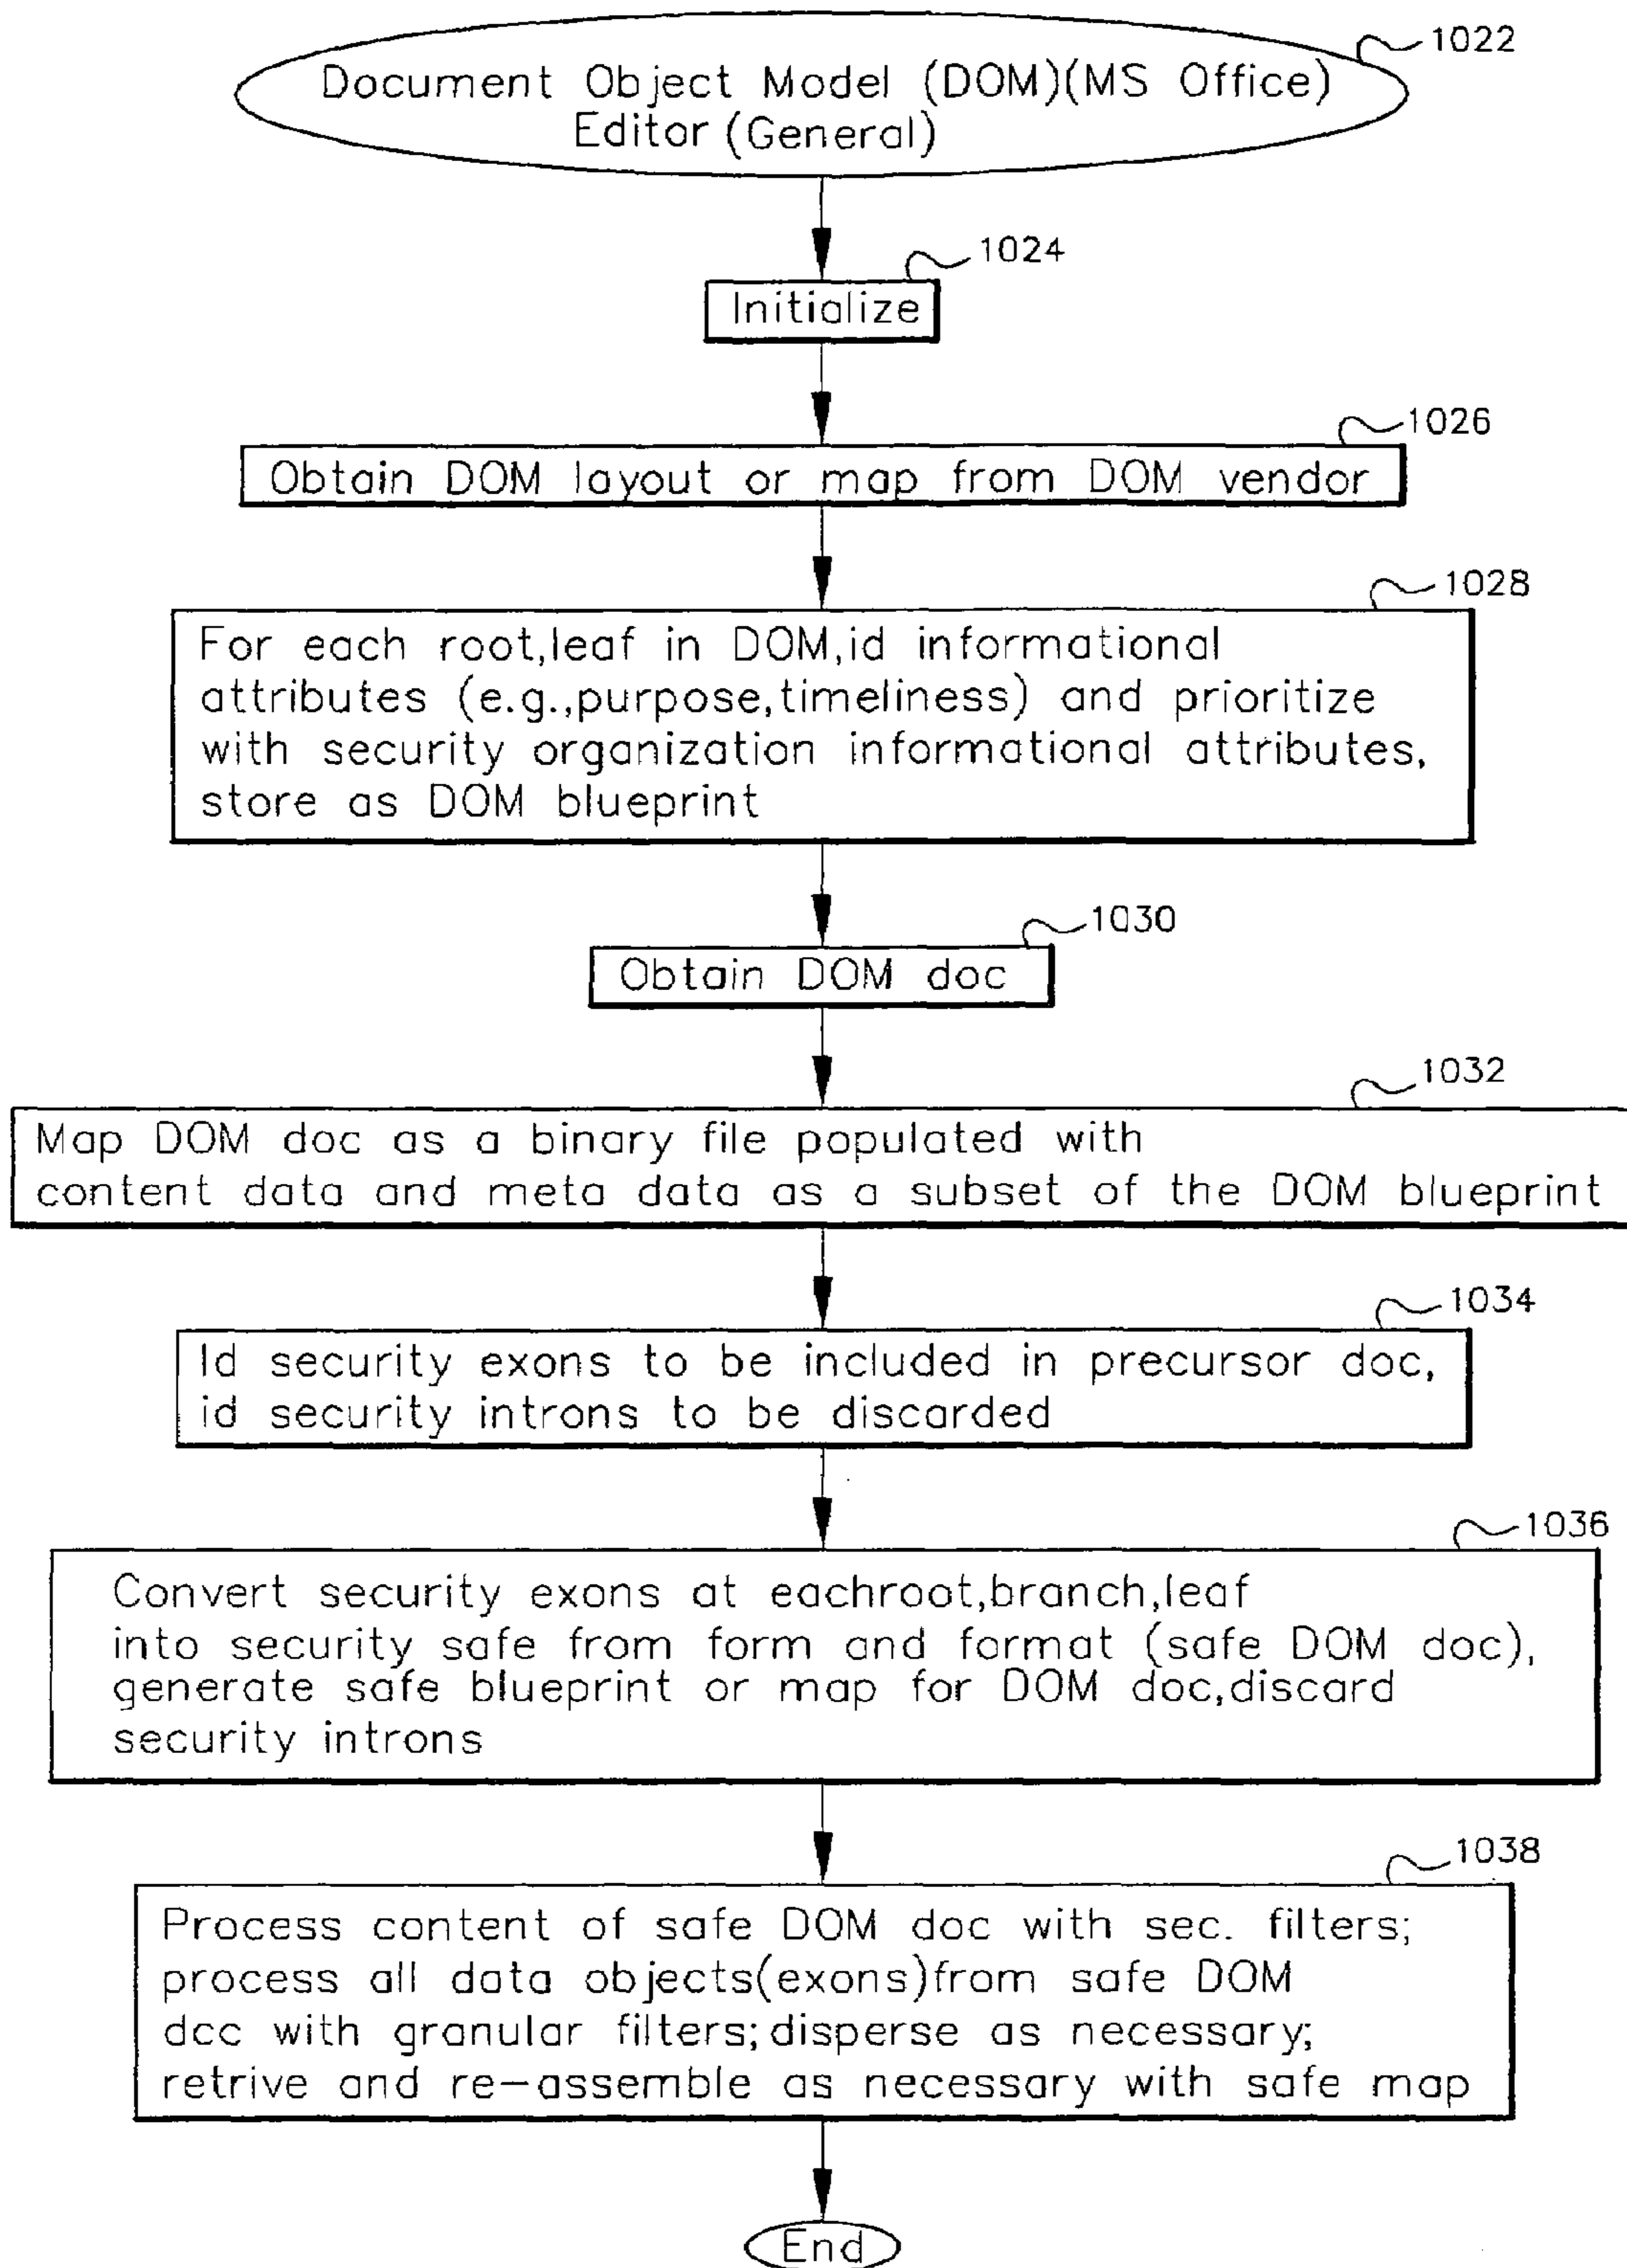 1022
Document Object Model (DOM)(MS Office)
Editor (General)
1024
Initialize
1026
Obtain DOM layout or map from DOM vendor
1028
For each root,leaf in DOM,id informational
attributes (e.g.,purpose,timeliness) and prioritize
with security organization informational attributes,
store as DOM blueprint
1030
Obtain DOM doc
1032
Map DOM doc as a binary file populated with
content data and meta data as a subset of the DOM blueprint
1034
Id security exons to be included in precursor doc,
id security introns to be discarded
1036
Convert security exons at eachroot,branch,leaf
into security safe from form and format (safe DOM doc),
generate safe blueprint or map for DOM doc,discard
security introns
1038
Process content of safe DOM doc with sec. filters;
process all data objects(exons)from safe DOM
dcc with granular filters;disperse as necessary;
retrive and re-assemble as necessary with safe map
End